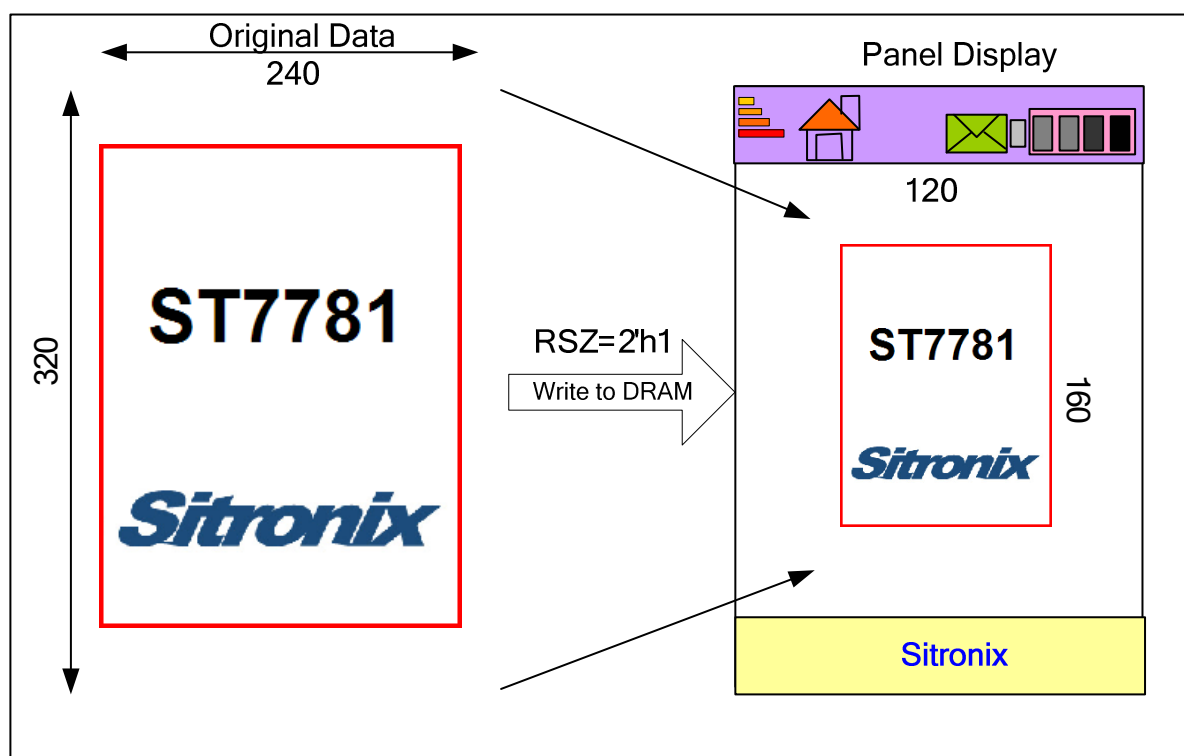 Original Data
240
320
ST7781
Sitronix
RSZ=2'h1
Write to DRAM
Panel Display
120
ST7781
160
Sitronix
Sitronix